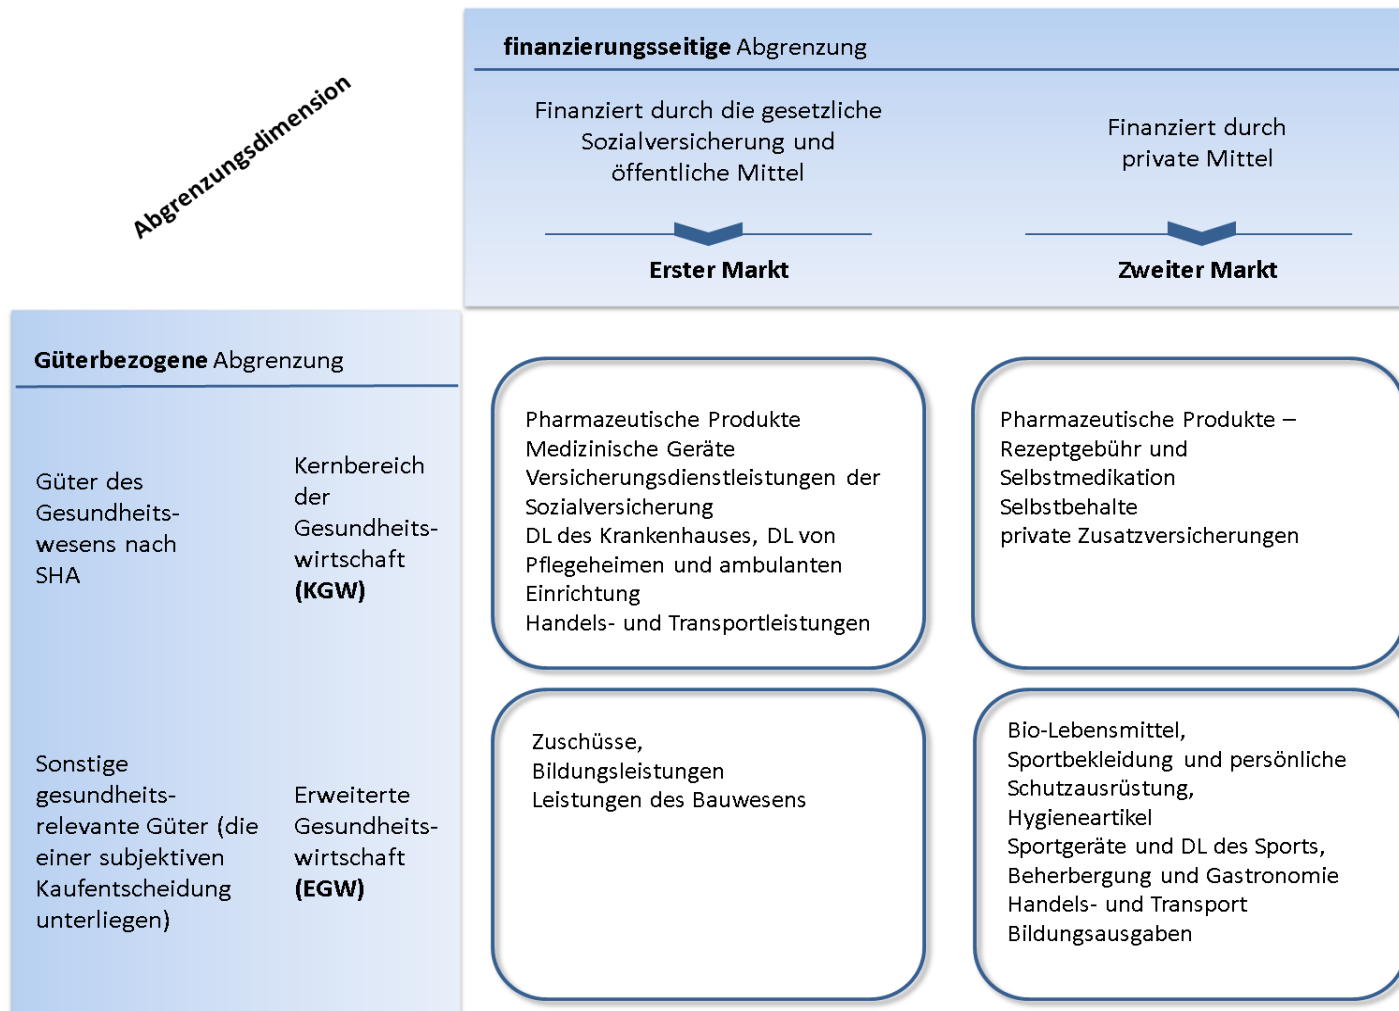 Abgrenzungsdimension
finanzierungsseitige Abgrenzung
Finanziert durch die gesetzliche
Sozialversicherung und
öffentliche Mittel
Erster Markt
Finanziert durch
private Mittel
Zweiter Markt
Güterbezogene Abgrenzung
Güter des
Gesundheits-
wesens nach
SHA
Kernbereich
der
Gesundheits-
wirtschaft
(KGW)
Pharmazeutische Produkte
Medizinische Geräte
Versicherungsdienstleistungen der
Sozialversicherung
DL des Krankenhauses, DL von
Pflegeheimen und ambulanten
Einrichtung
Handels- und Transportleistungen
Pharmazeutische Produkte –
Rezeptgebühr und
Selbstmedikation
Selbstbehalte
private Zusatzversicherungen
Sonstige
gesundheits-
relevante Güter (die
einer subjektiven
Kaufentscheidung
unterliegen)
Erweiterte
Gesundheits-
wirtschaft
(EGW)
Zuschüsse,
Bildungsleistungen
Leistungen des Bauwesens
Bio-Lebensmittel,
Sportbekleidung und persönliche
Schutzausrüstung,
Hygieneartikel
Sportgeräte und DL des Sports,
Beherbergung und Gastronomie
Handels- und Transport
Bildungsausgaben